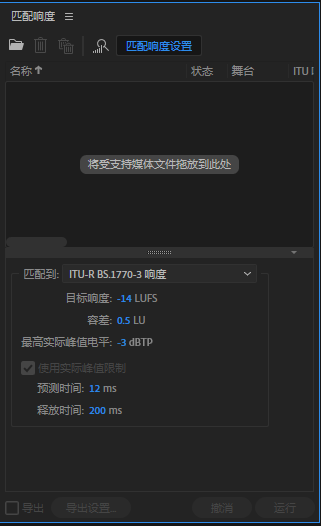 匹配响度
匹配响度设置
名称 状态 舞台 ITU
将受支持媒体文件拖放到此处
匹配到: ITU-R BS.1770-3 响度
目标响度: -14 LUFS
容差: 0.5 LU
最高实际峰值电平: -3 dBTP
使用实际峰值限制
预测时间: 12 ms
释放时间: 200 ms
导出 导出设置... 撤消 运行